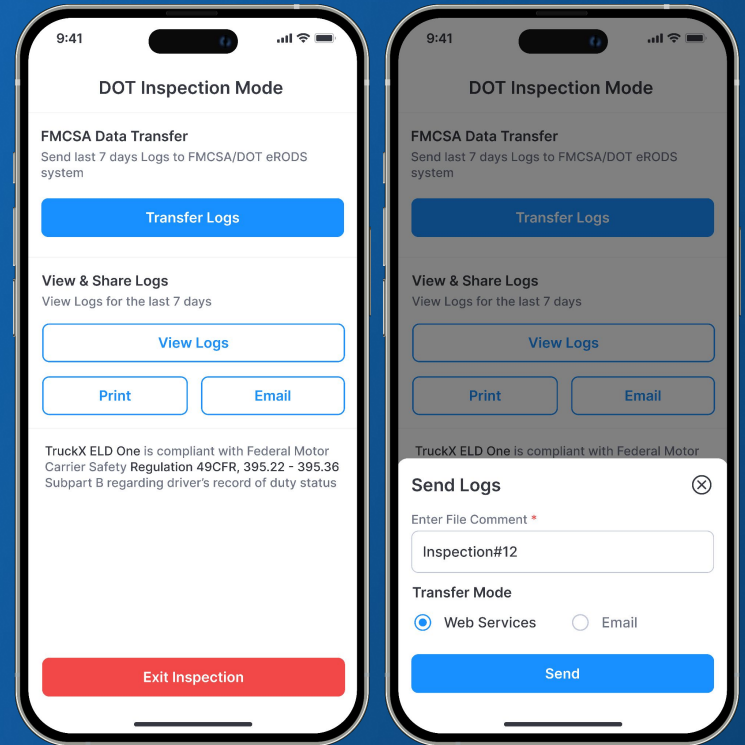 9:41
DOT Inspection Mode
FMCSA Data Transfer
Send last 7 days Logs to FMCSA/DOT eRODS
system
Transfer Logs
View & Share Logs
View Logs for the last 7 days
View Logs
Print
Email
TruckX ELD One is compliant with Federal Motor
Carrier Safety Regulation 49CFR, 395.22 - 395.36
Subpart B regarding driver's record of duty status
Exit Inspection
9:41
DOT Inspection Mode
FMCSA Data Transfer
Send last 7 days Logs to FMCSA/DOT eRODS
system
Transfer Logs
View & Share Logs
View Logs for the last 7 days
View Logs
Print
Email
TruckX ELD One is compliant with Federal Motor
Send Logs
Enter File Comment *
Inspection#12
Transfer Mode
Web Services
Email
Send